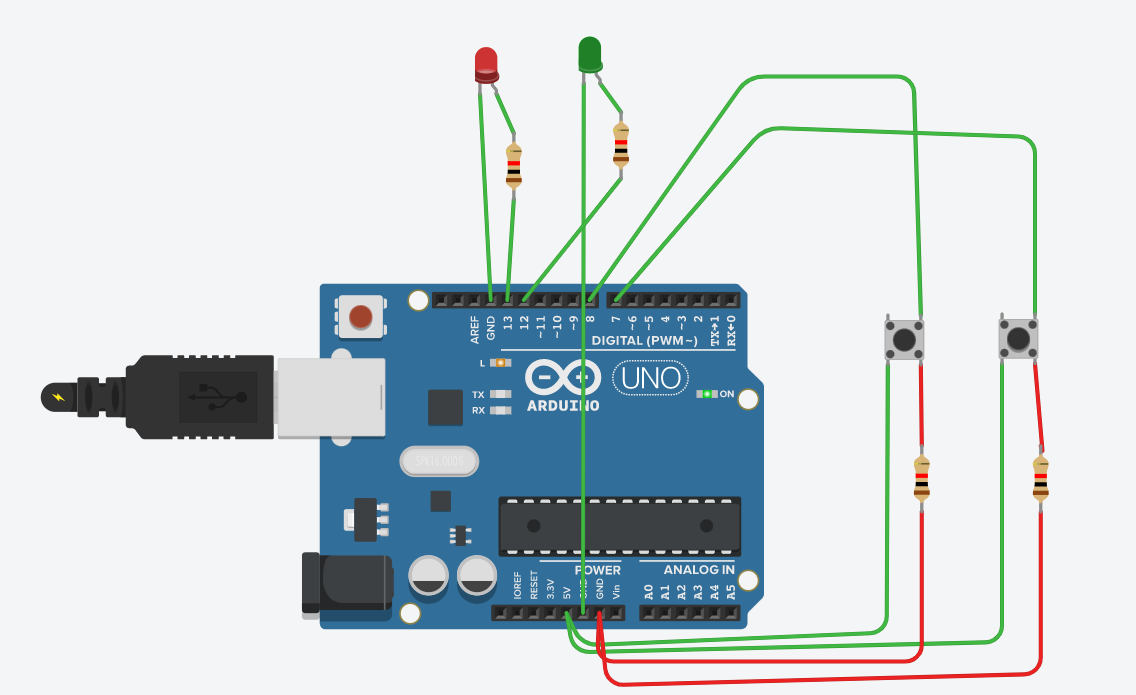 AREF
GND
13
12
~11
~10
~9
8
7
~6
~5
4
~3
2
TX→1
RX←0
DIGITAL (PWM~)
L
TX
RX
ARDUINO
UNO
ON
SPK16.000G
POWER
ANALOG IN
IOREF
RESET
3.3V
5V
GND
GND
Vin
A0
A1
A2
A3
A4
A5